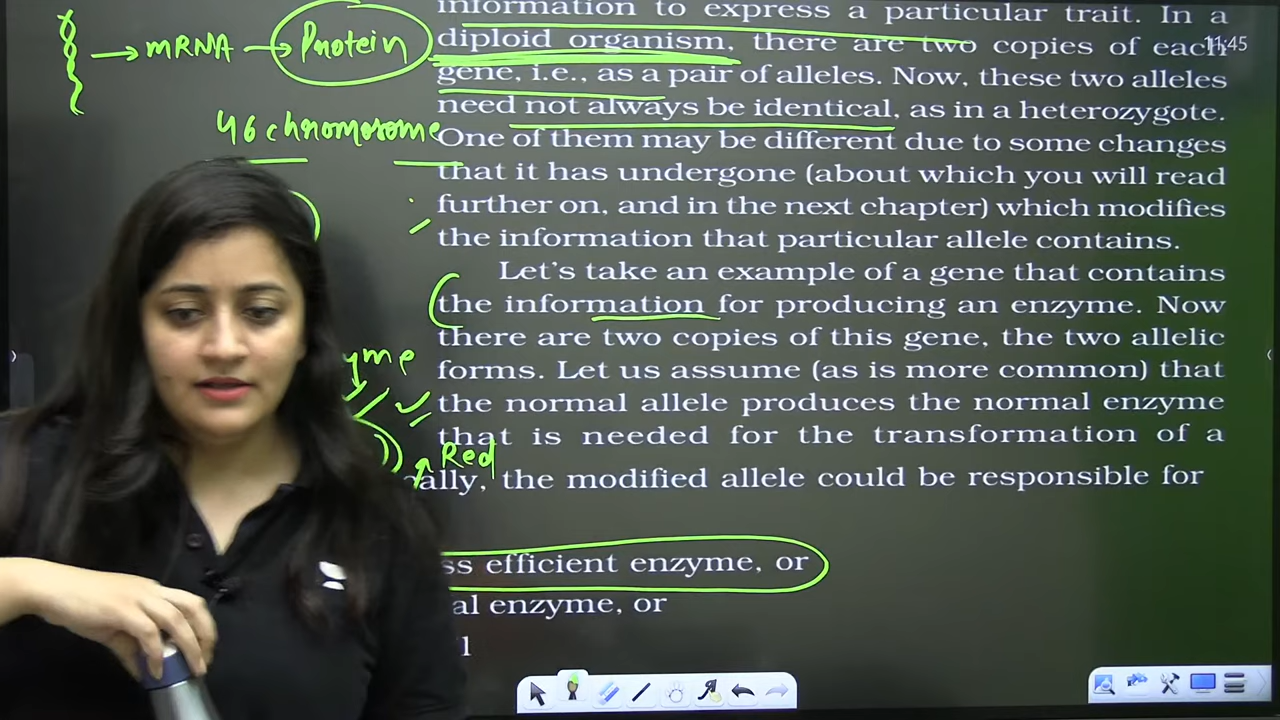 information to express a particular trait. In a
diploid organism, there are two copies of each
11:45
gene, i.e., as a pair of alleles. Now, these two alleles
need not always be identical, as in a heterozygote.
One of them may be different due to some changes
that it has undergone (about which you will read
further on, and in the next chapter) which modifies
the information that particular allele contains.
Let's take an example of a gene that contains
the information for producing an enzyme. Now
there are two copies of this gene, the two allelic
forms. Let us assume (as is more common) that
the normal allele produces the normal enzyme
that is needed for the transformation of a
ally, the modified allele could be responsible for
ss efficient enzyme, or
al enzyme, or
→ mRNA → Protein
46 chromosome
yme
Red